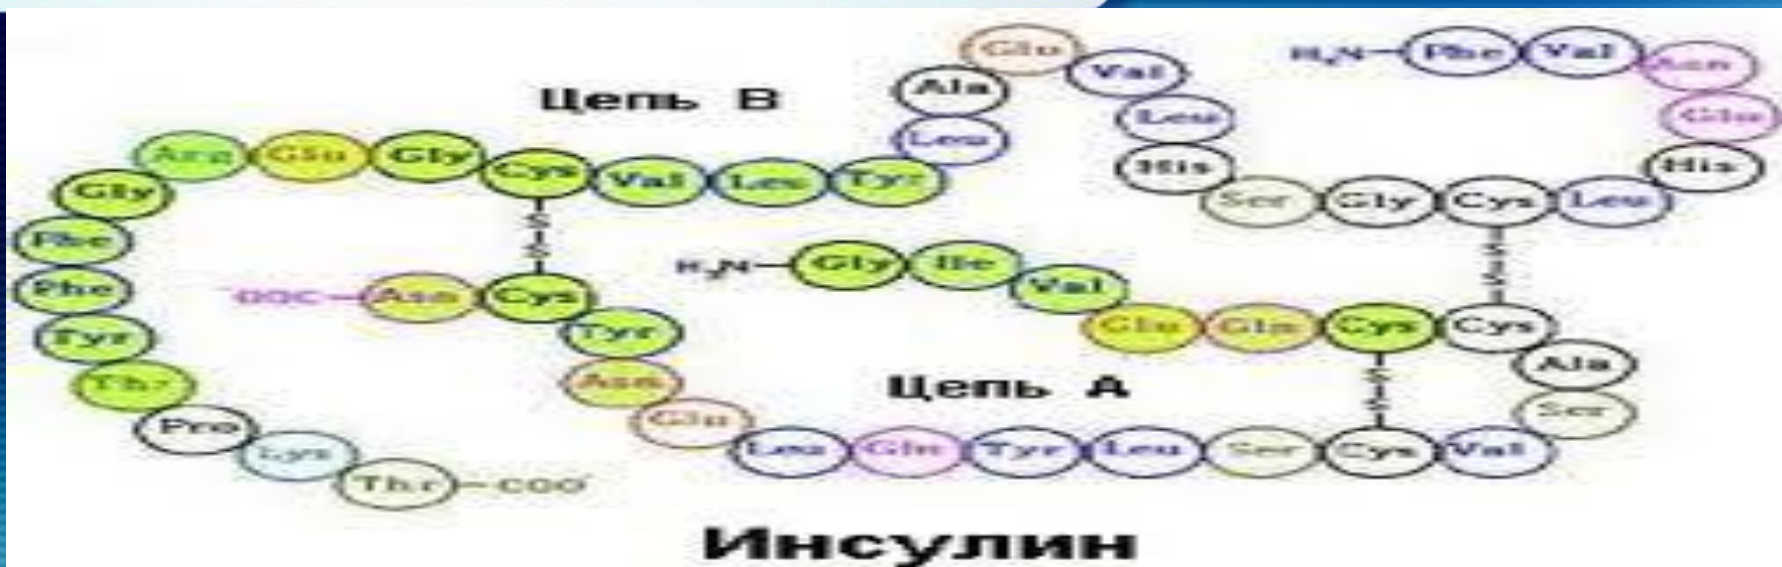 Цепь В
H₂N Phe Val Asn Glu His Leu Cys Gly Ser His Leu Val Glu Ala Leu Tyr Leu Val Cys Gly Glu Arg Gly Phe Phe Tyr Thr Pro Lys Thr COO⁻
H₂N Gly Ile Val Glu Gln Cys Cys Ala Ser Val Cys Ser Leu Tyr Gln Leu Glu Asn Tyr Cys Asn ⁻OOC
S
S
S
S
S
S
Цепь А
Инсулин